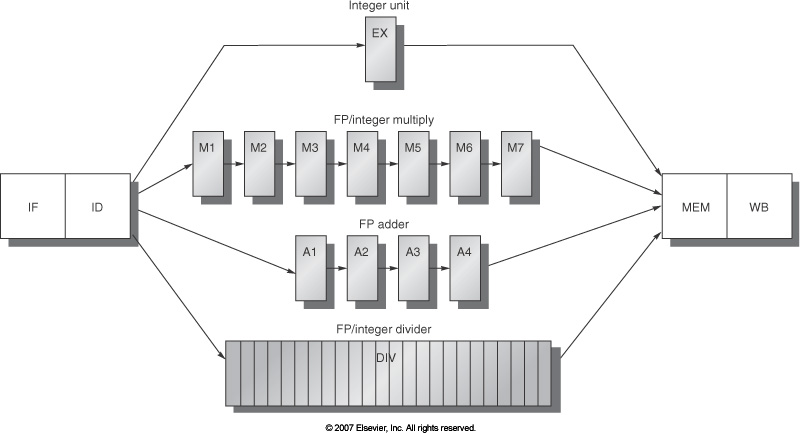 Integer unit
EX
FP/integer multiply
M1 M2 M3 M4 M5 M6 M7
IF ID MEM WB
FP adder
A1 A2 A3 A4
FP/integer divider
DIV
© 2007 Elsevier, Inc. All rights reserved.